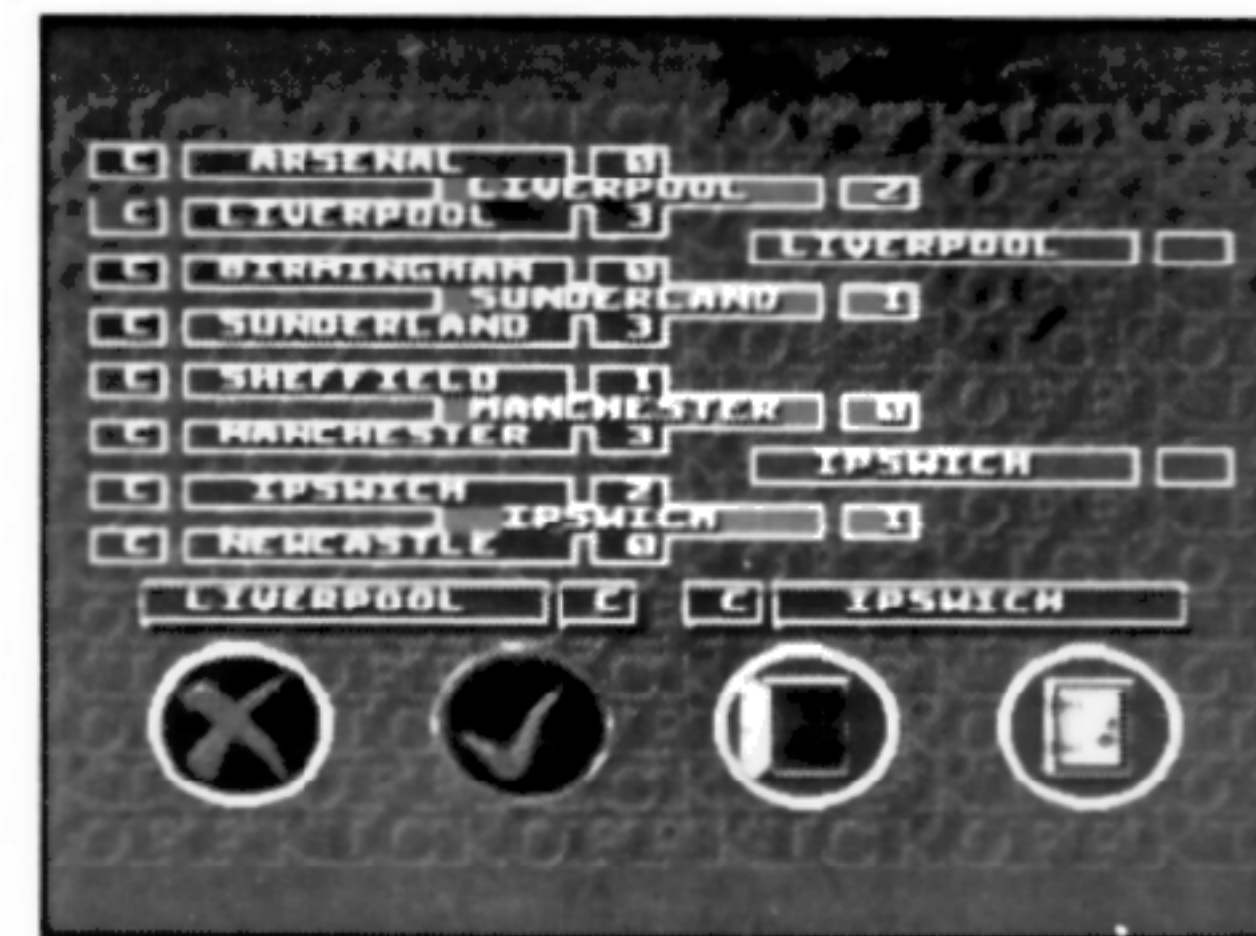 C ARSENAL 0
LIVERPOOL 2
C LIVERPOOL 3
LIVERPOOL
C BIRMINGHAM 0
SUNDERLAND 1
C SUNDERLAND 3
C SHEFFIELD 1
MANCHESTER 0
C MANCHESTER 3
IPSWICH
C IPSWICH 2
IPSWICH 1
C NEWCASTLE 0
LIVERPOOL C C IPSWICH